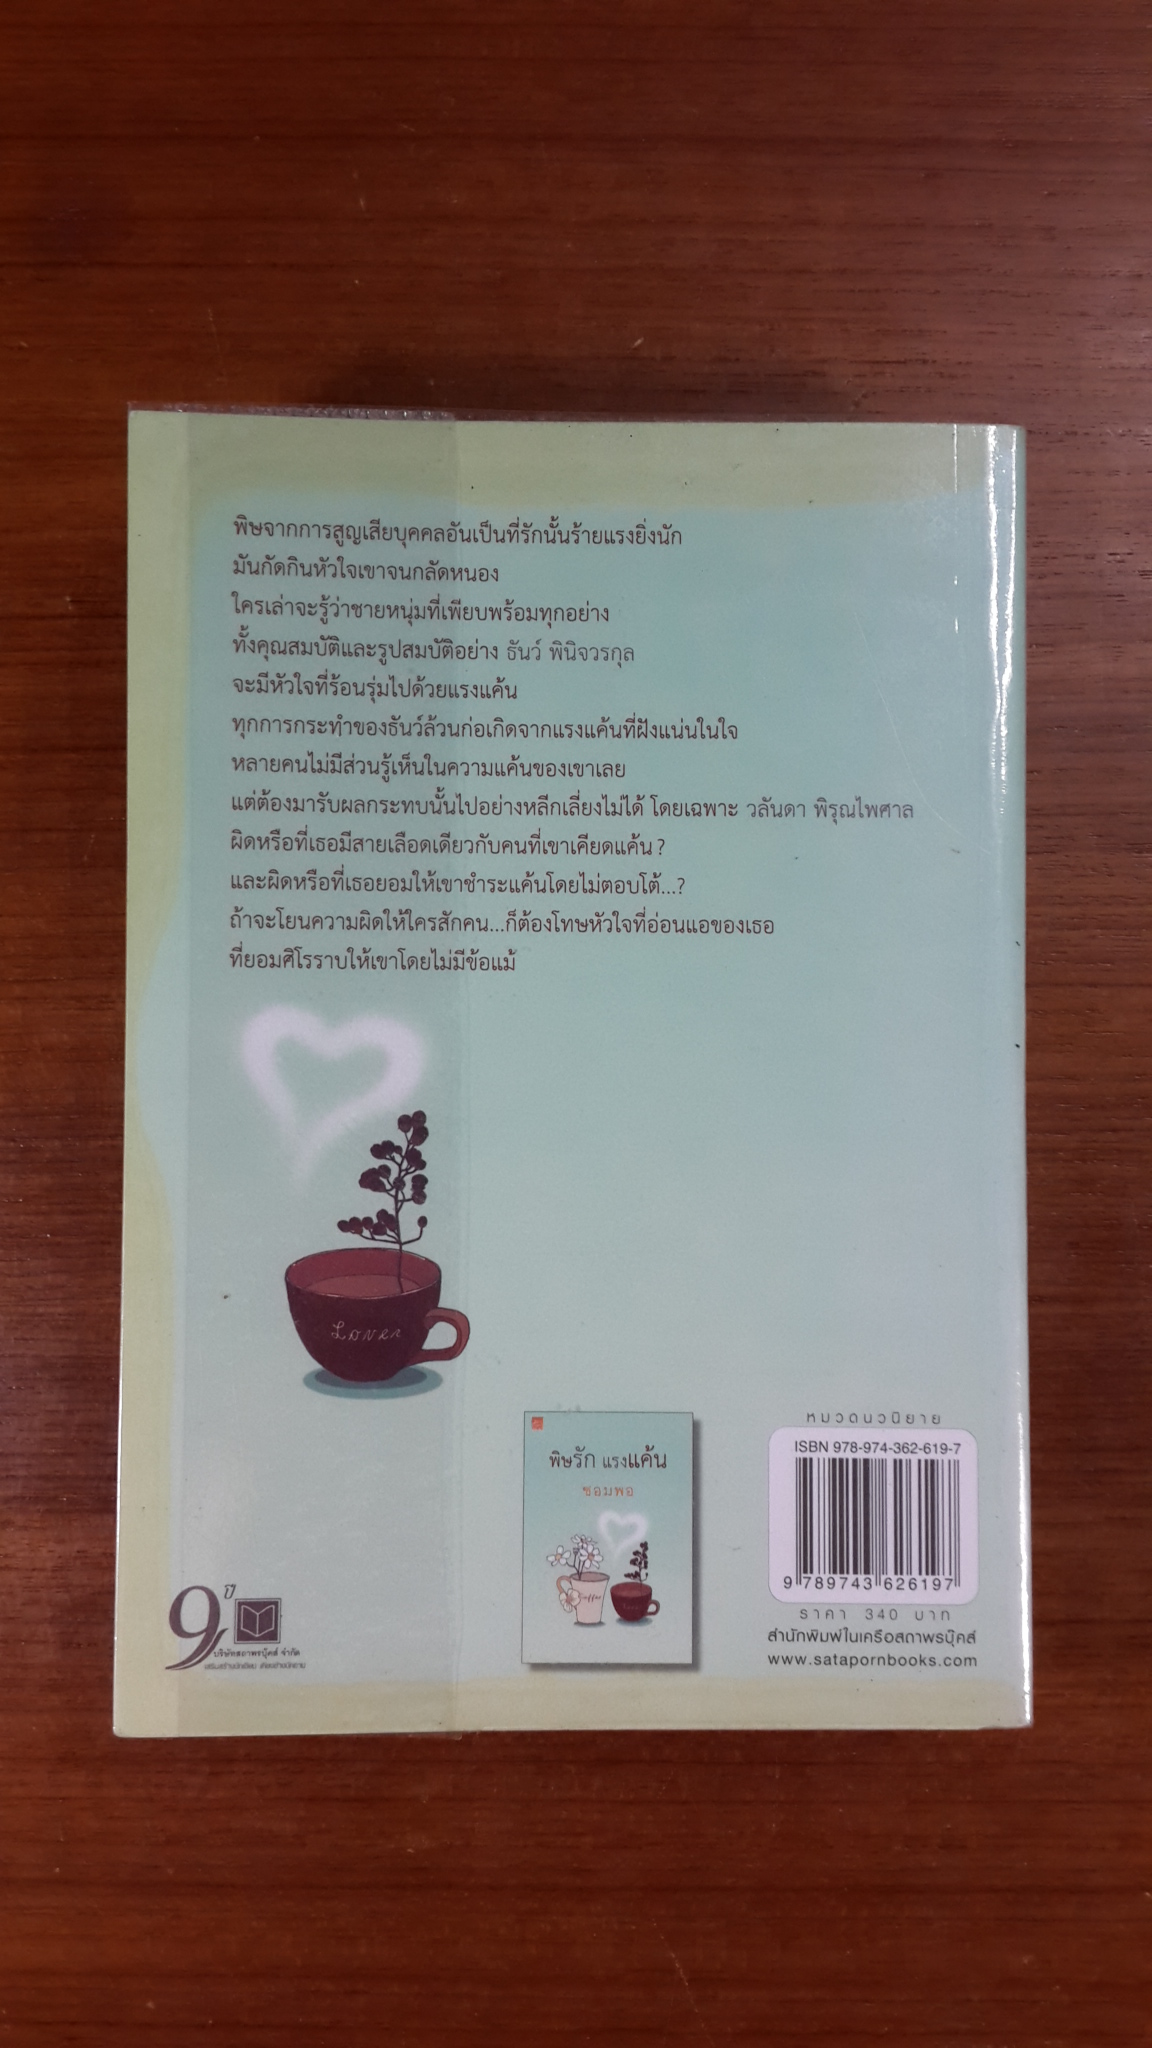 พิษจากการสูญเสียบุคคลอันเป็นที่รักนั้นร้ายแรงยิ่งนัก
มันกัดกินหัวใจเขาจนกลัดหนอง
ใครเล่าจะรู้ว่าชายหนุ่มที่เพียบพร้อมทุกอย่าง
ทั้งคุณสมบัติและรูปสมบัติอย่าง ธันว์ พินิจวรกุล
จะมีหัวใจที่ร้อนรุ่มไปด้วยแรงแค้น
ทุกการกระทำของธันว์ล้วนก่อเกิดจากแรงแค้นที่ฝังแน่นในใจ
หลายคนไม่มีส่วนรู้เห็นในความแค้นของเขาเลย
แต่ต้องมารับผลกระทบนั้นไปอย่างหลีกเลี่ยงไม่ได้ โดยเฉพาะ วลันดา พิรุณไพศาล
ผิดหรือที่เธอมีสายเลือดเดียวกับคนที่เขาเคียดแค้น ?
และผิดหรือที่เธอยอมให้เขาชำระแค้นโดยไม่ตอบโต้...?
ถ้าจะโยนความผิดให้ใครสักคน...ก็ต้องโทษหัวใจที่อ่อนแอของเธอ
ที่ยอมศิโรราบให้เขาโดยไม่มีข้อแม้
Lover
พิษรัก แรงแค้น
ซอมพอ
Coffee
Lover
หมวดนวนิยาย
ISBN 978-974-362-619-7
9 789743 626197
ราคา 340 บาท
สำนักพิมพ์ในเครือสถาพรบุ๊คส์
www.satapornbooks.com
9 ปี
บริษัทสถาพรบุ๊คส์ จำกัด